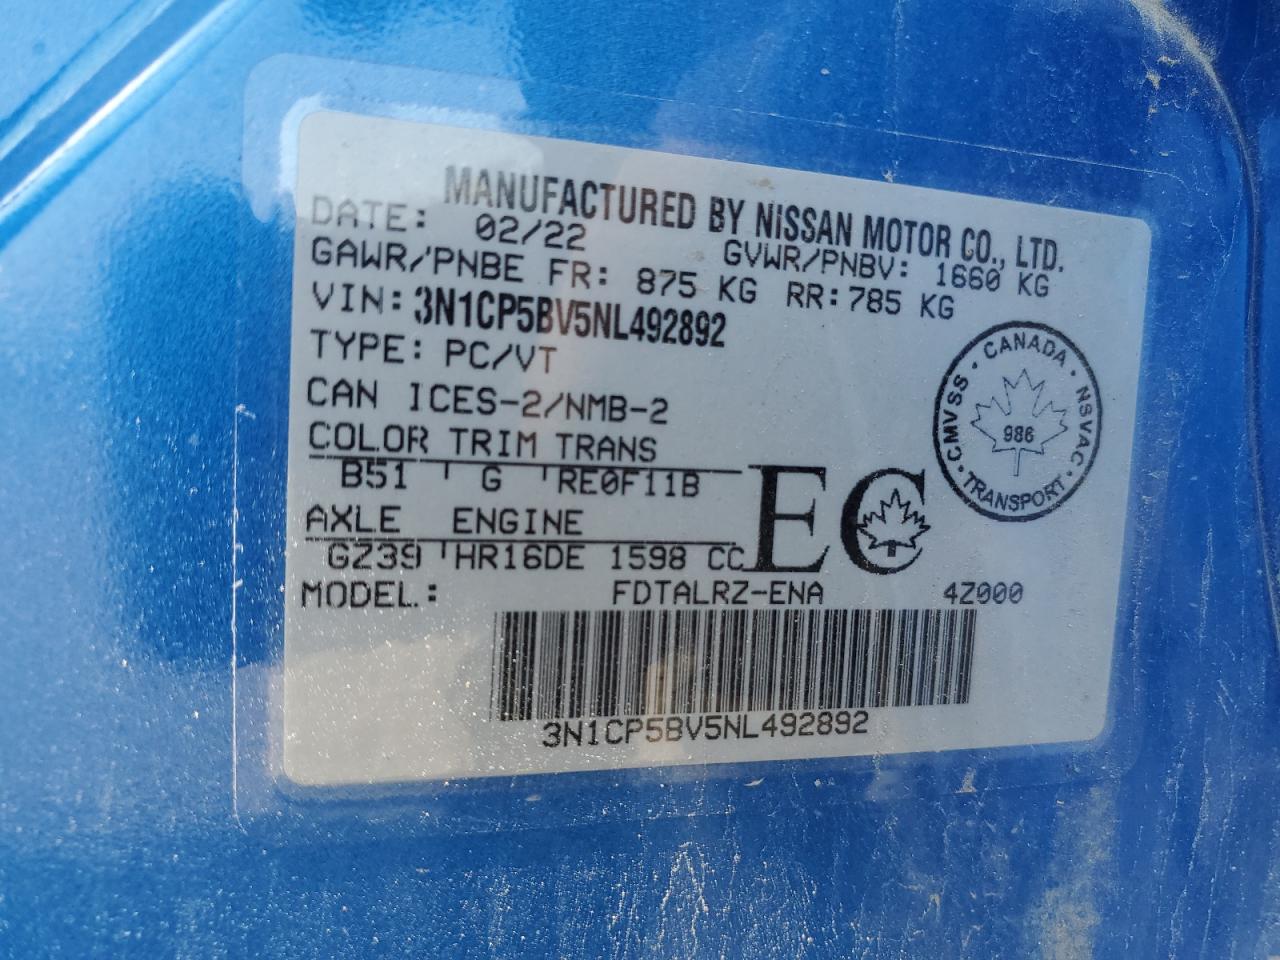 MANUFACTURED BY NISSAN MOTOR CO., LTD.
DATE: 02/22 GVWR/PNBV: 1660 KG
GAWR/PNBE FR: 875 KG RR: 785 KG
VIN: 3N1CP5BV5NL492892
TYPE: PC/VT
CAN ICES-2/NMB-2
COLOR TRIM TRANS
B51 G RE0F11B
AXLE ENGINE
GZ39 HR16DE 1598 CC
EC
CANADA · NSVAC · TRANSPORT · CMVSS ·
986
MODEL.: FDTALRZ-ENA 4Z000
3N1CP5BV5NL492892